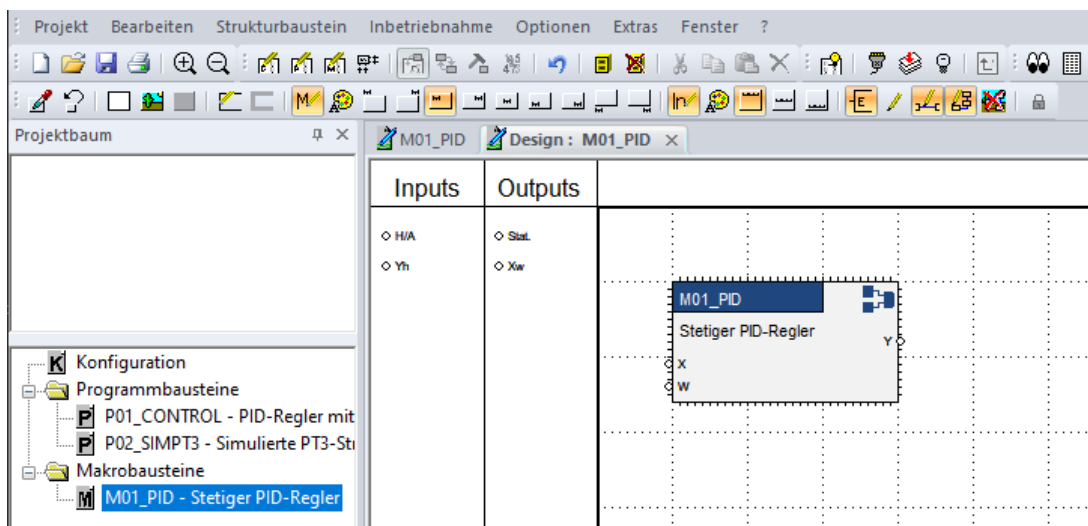 Projekt Bearbeiten Strukturbaustein Inbetriebnahme Optionen Extras Fenster ?
Projektbaum
M01_PID
Design : M01_PID
Inputs Outputs
H/A Stat.
Yh Xw
M01_PID
Stetiger PID-Regler
Y
X
W
Konfiguration
Programmbausteine
P01_CONTROL - PID-Regler mit
P02_SIMPT3 - Simulierte PT3-Str
Makrobausteine
M01_PID - Stetiger PID-Regler